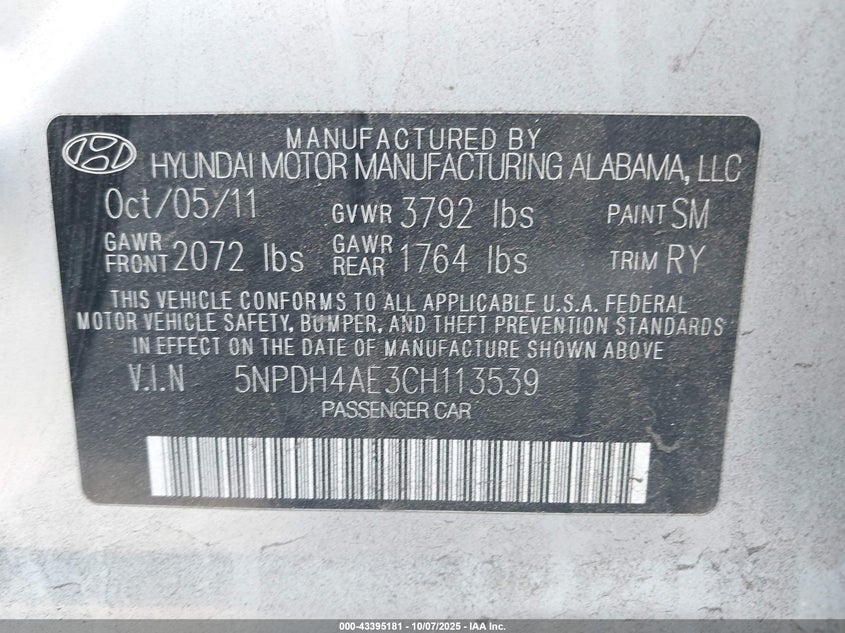 MANUFACTURED BY
HYUNDAI MOTOR MANUFACTURING ALABAMA, LLC
Oct/05/11 GVWR 3792 lbs PAINT SM
GAWR FRONT 2072 lbs GAWR REAR 1764 lbs TRIM RY
THIS VEHICLE CONFORMS TO ALL APPLICABLE U.S.A. FEDERAL
MOTOR VEHICLE SAFETY, BUMPER, AND THEFT PREVENTION STANDARDS
IN EFFECT ON THE DATE OF MANUFACTURE SHOWN ABOVE
V.I.N 5NPDH4AE3CH113539
PASSENGER CAR
000-43395181 - 10/07/2025 - IAA Inc.